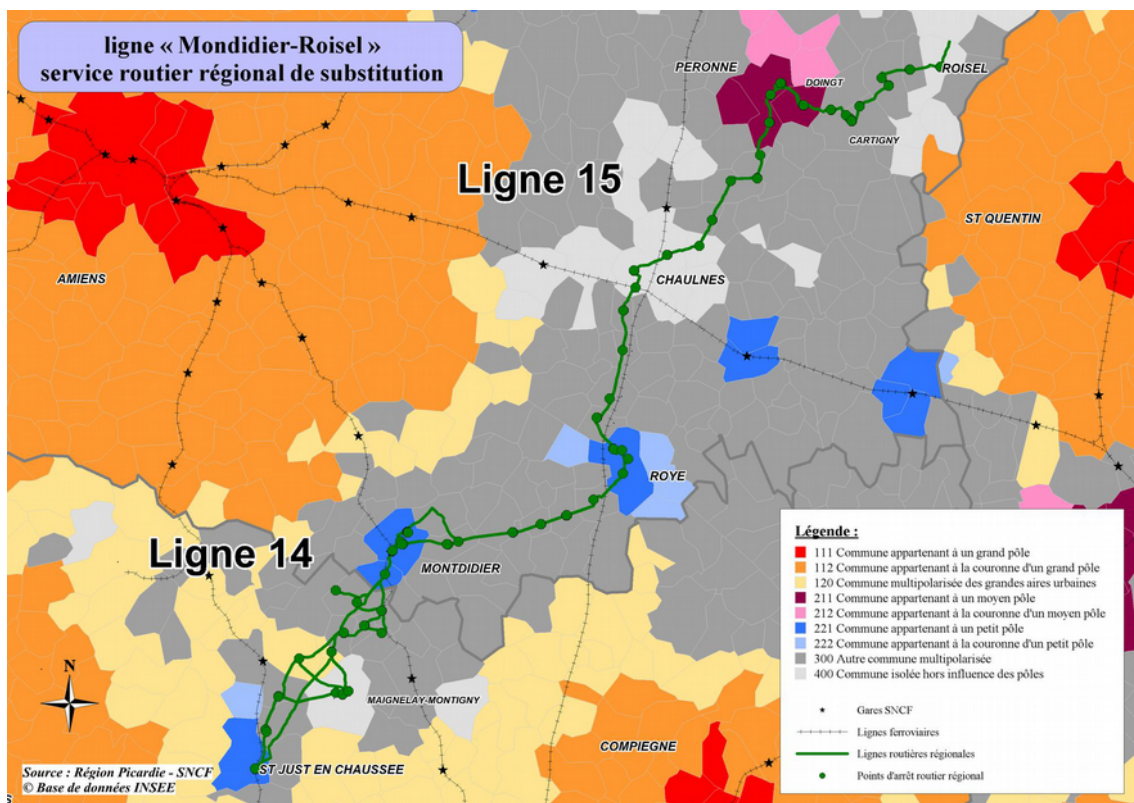 ligne « Mondidier-Roisel »
service routier régional de substitution
PERONNE
DOINGT
ROISEL
CARTIGNY
Ligne 15
ST QUENTIN
AMIENS
CHAULNES
ROYE
Ligne 14
MONTDIDIER
MAIGNELAY-MONTIGNY
COMPIEGNE
ST JUST EN CHAUSSEE
N
Légende :
111 Commune appartenant à un grand pôle
112 Commune appartenant à la couronne d'un grand pôle
120 Commune multipolarisée des grandes aires urbaines
211 Commune appartenant à un moyen pôle
212 Commune appartenant à la couronne d'un moyen pôle
221 Commune appartenant à un petit pôle
222 Commune appartenant à la couronne d'un petit pôle
300 Autre commune multipolarisée
400 Commune isolée hors influence des pôles
Gares SNCF
Lignes ferroviaires
Lignes routières régionales
Points d'arrêt routier régional
Source : Région Picardie - SNCF
© Base de données INSEE
s